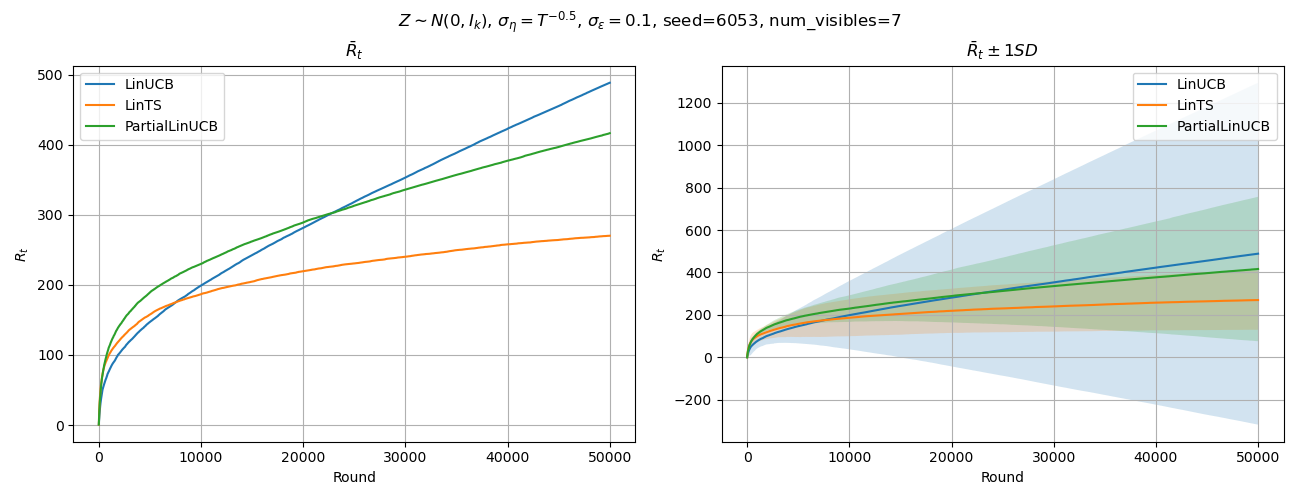 Z ∼ N(0, I_k), σ_η = T^{−0.5}, σ_ε = 0.1, seed=6053, num_visibles=7
R̄_t
500
400
300
200
100
0
R_t
LinUCB
LinTS
PartialLinUCB
0 10000 20000 30000 40000 50000
Round
R̄_t ± 1SD
1200
1000
800
600
400
200
0
−200
R_t
LinUCB
LinTS
PartialLinUCB
0 10000 20000 30000 40000 50000
Round